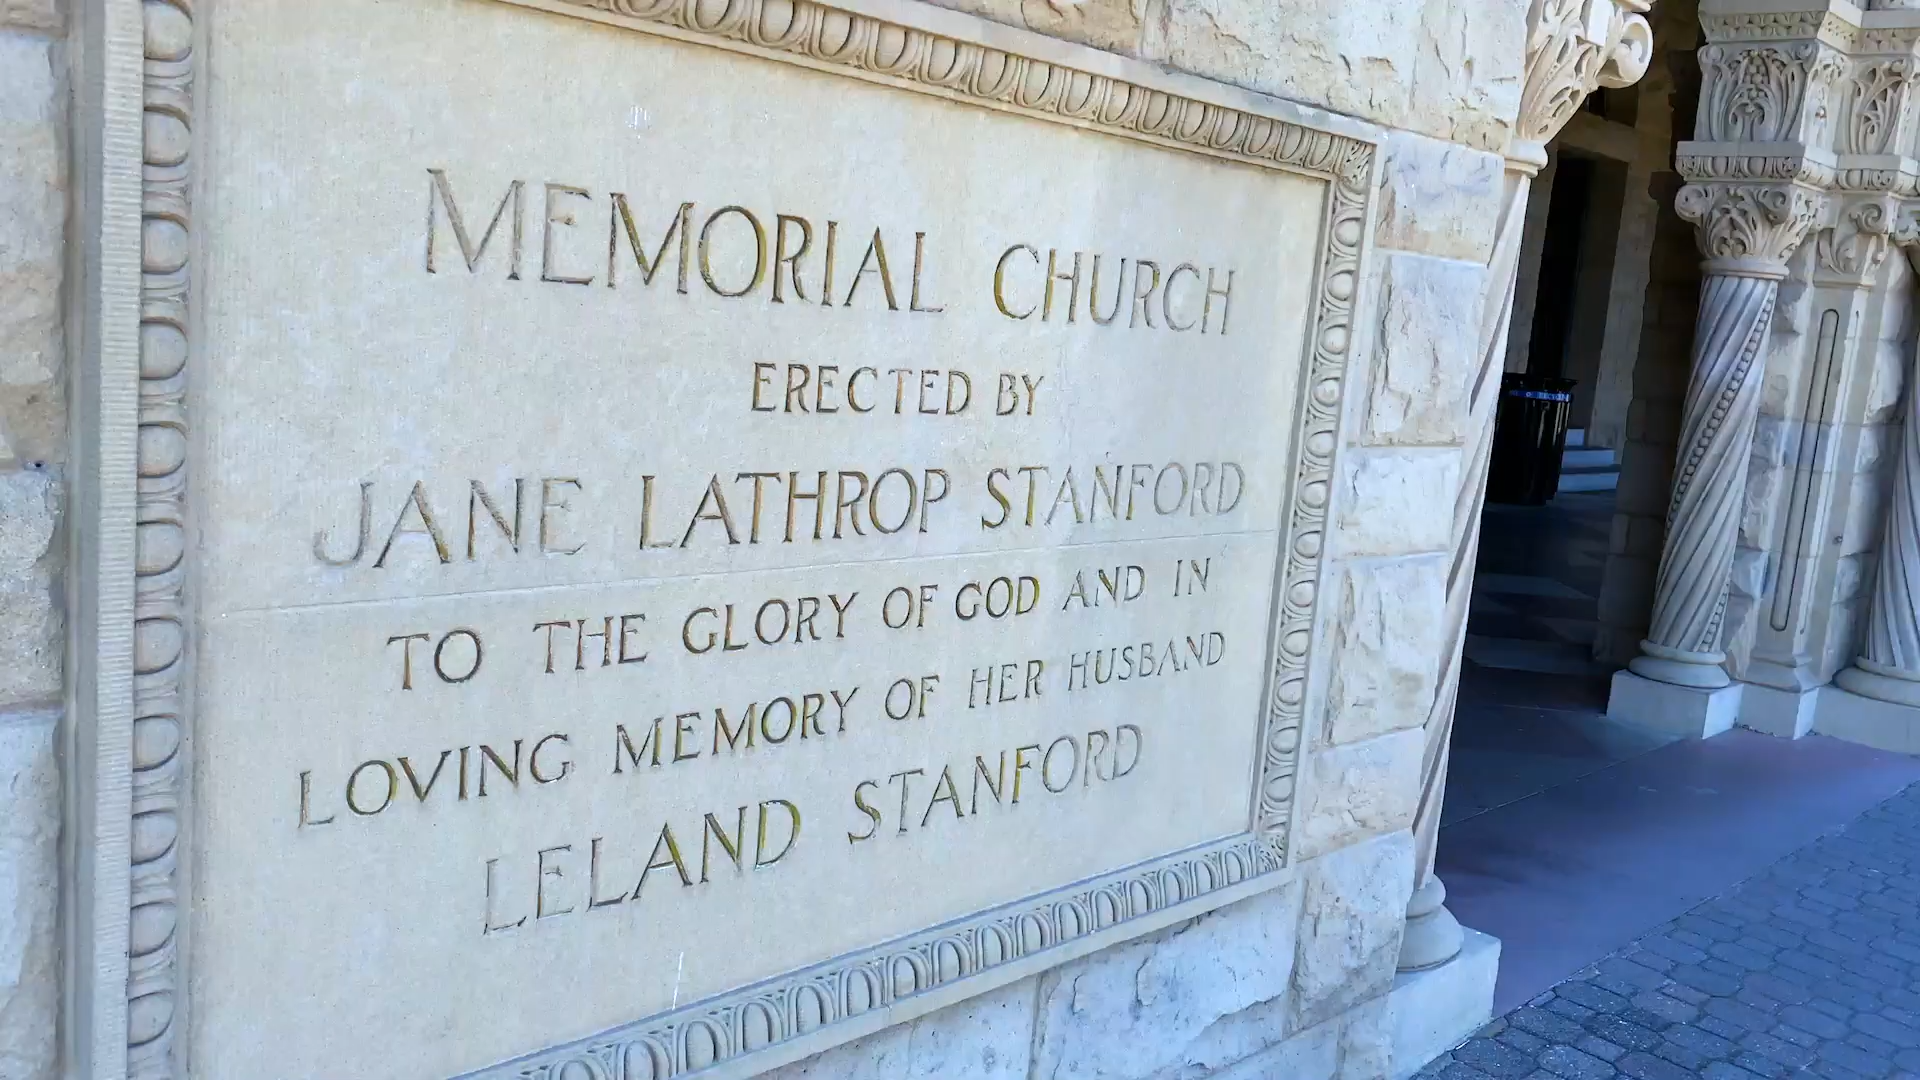 MEMORIAL CHURCH
ERECTED BY
JANE LATHROP STANFORD
TO THE GLORY OF GOD AND IN
LOVING MEMORY OF HER HUSBAND
LELAND STANFORD